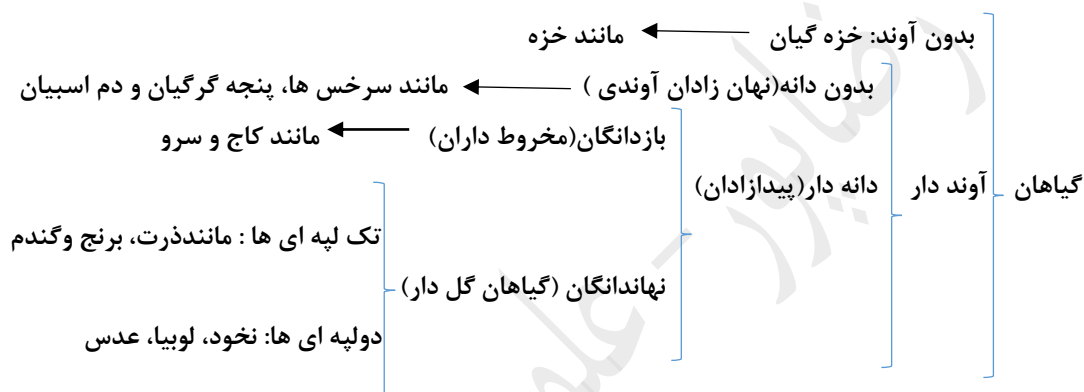 بدون آوند: خزه گیان مانند خزه
بدون دانه(نهان زادان آوندی ) مانند سرخس ها، پنجه گرگیان و دم اسبیان
بازدانگان(مخروط داران) مانند کاج و سرو
گیاهان آوند دار دانه دار(پیدازادان)
تک لپه ای ها : مانندذرت، برنج وگندم
نهاندانگان (گیاهان گل دار)
دولپه ای ها: نخود، لوبیا، عدس